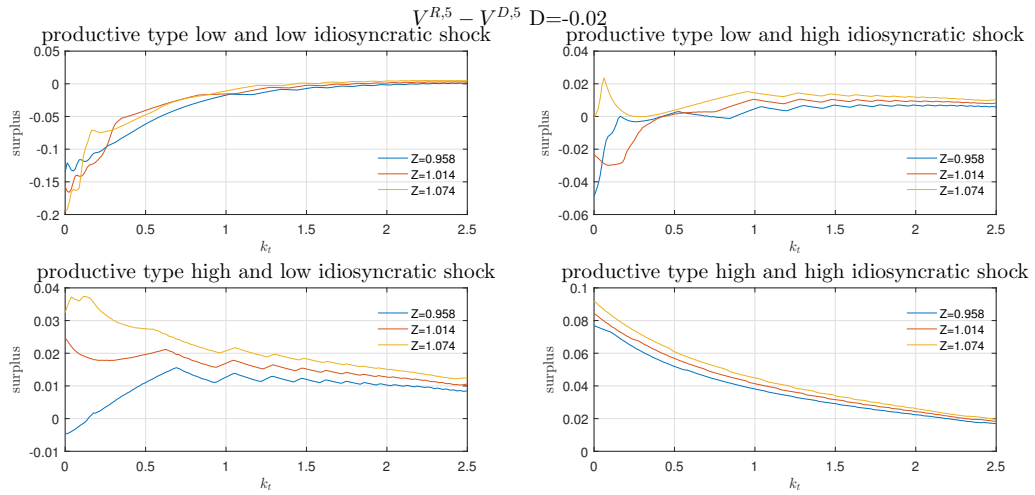 $V^{R,5} - V^{D,5}$ D=-0.02
productive type low and low idiosyncratic shock
0.05
0
-0.05
-0.1
-0.15
-0.2
surplus
0 0.5 1 1.5 2 2.5
$k_t$
Z=0.958
Z=1.014
Z=1.074
productive type low and high idiosyncratic shock
0.04
0.02
0
-0.02
-0.04
-0.06
surplus
0 0.5 1 1.5 2 2.5
$k_t$
Z=0.958
Z=1.014
Z=1.074
productive type high and low idiosyncratic shock
0.04
0.03
0.02
0.01
0
-0.01
surplus
0 0.5 1 1.5 2 2.5
$k_t$
Z=0.958
Z=1.014
Z=1.074
productive type high and high idiosyncratic shock
0.1
0.08
0.06
0.04
0.02
0
surplus
0 0.5 1 1.5 2 2.5
$k_t$
Z=0.958
Z=1.014
Z=1.074